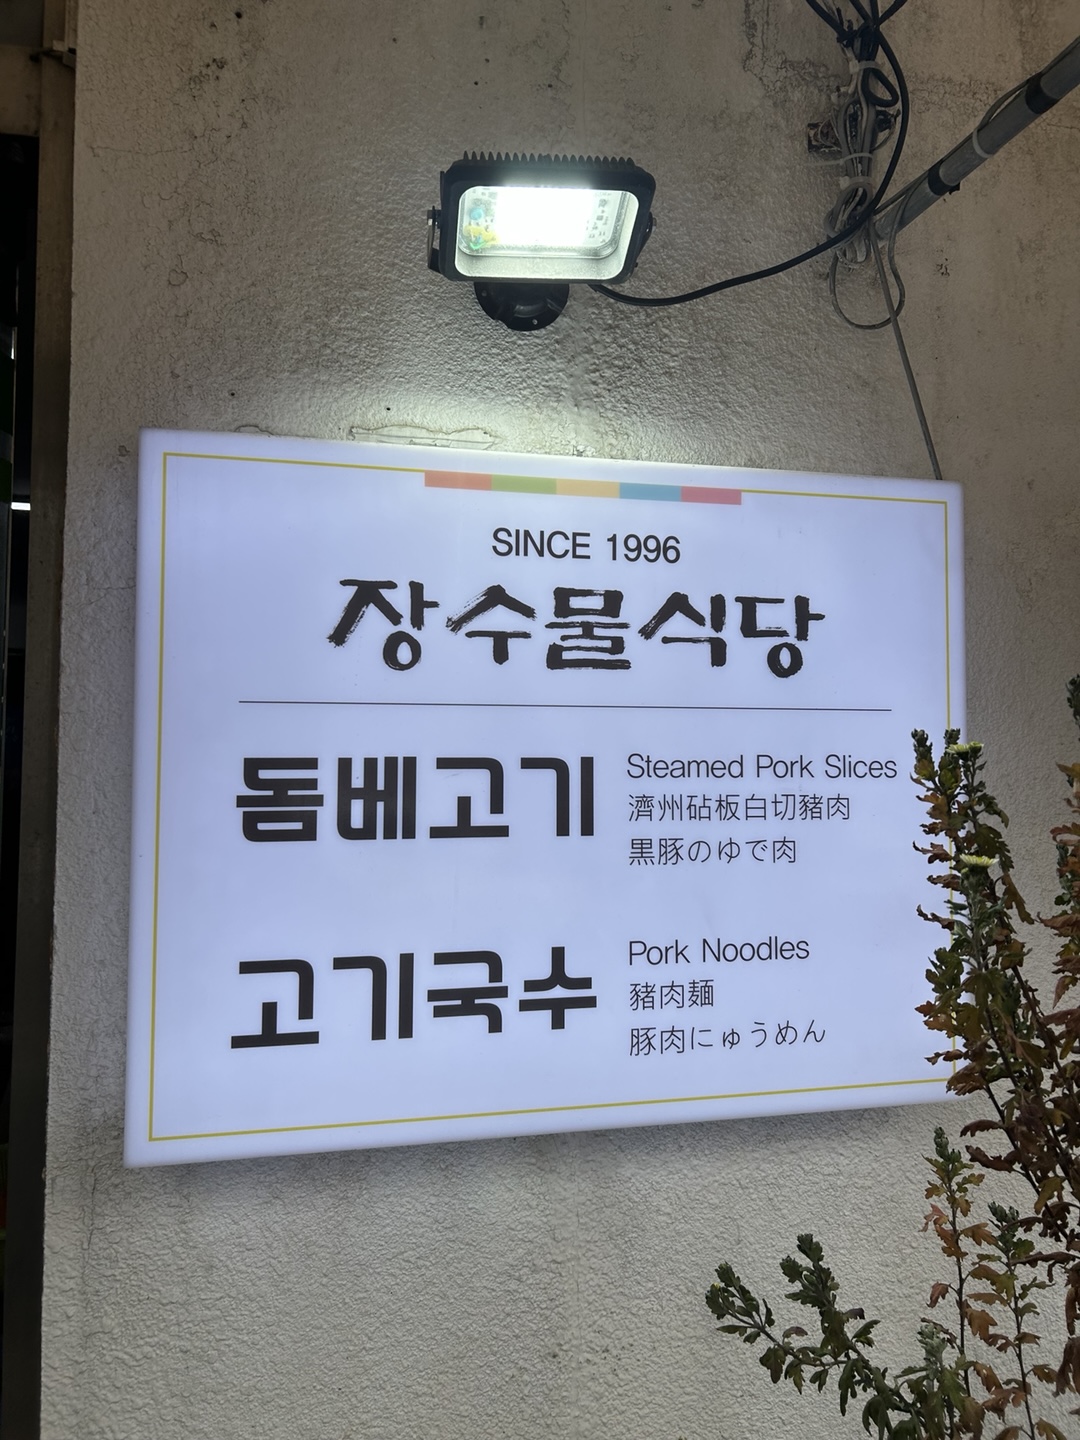 SINCE 1996
장수물식당
돔베고기
Steamed Pork Slices
濟州砧板白切豬肉
黒豚のゆで肉
고기국수
Pork Noodles
豬肉麺
豚肉にゅうめん